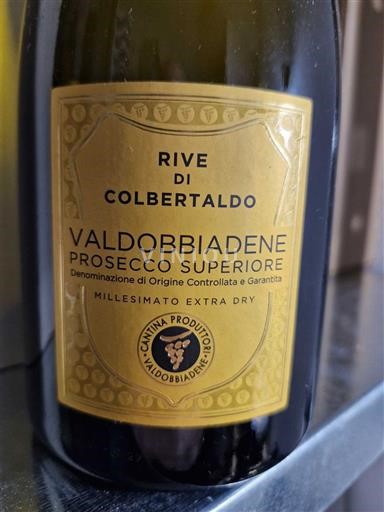 RIVE
DI
COLBERTALDO
VALDOBBIADENE
PROSECCO SUPERIORE
Denominazione di Origine Controllata e Garantita
MILLESIMATO EXTRA DRY
CANTINA PRODUTTORI
VALDOBBIADENE